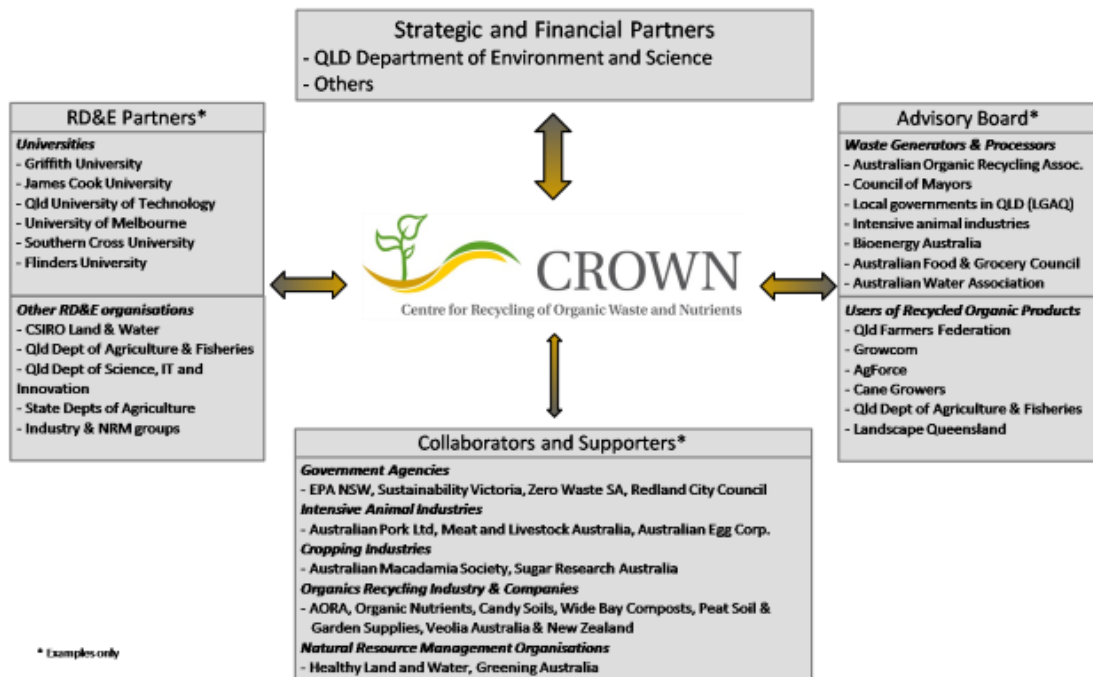 Strategic and Financial Partners
- QLD Department of Environment and Science
- Others
RD&E Partners*
Universities
- Griffith University
- James Cook University
- Qld University of Technology
- University of Melbourne
- Southern Cross University
- Flinders University
Other RD&E organisations
- CSIRO Land & Water
- Qld Dept of Agriculture & Fisheries
- Qld Dept of Science, IT and
Innovation
- State Depts of Agriculture
- Industry & NRM groups
CROWN
Centre for Recycling of Organic Waste and Nutrients
Advisory Board*
Waste Generators & Processors
- Australian Organic Recycling Assoc.
- Council of Mayors
- Local governments in QLD (LGAQ)
- Intensive animal industries
- Bioenergy Australia
- Australian Food & Grocery Council
- Australian Water Association
Users of Recycled Organic Products
- Qld Farmers Federation
- Growcom
- AgForce
- Cane Growers
- Qld Dept of Agriculture & Fisheries
- Landscape Queensland
Collaborators and Supporters*
Government Agencies
- EPA NSW, Sustainability Victoria, Zero Waste SA, Redland City Council
Intensive Animal Industries
- Australian Pork Ltd, Meat and Livestock Australia, Australian Egg Corp.
Cropping Industries
- Australian Macadamia Society, Sugar Research Australia
Organics Recycling Industry & Companies
- AORA, Organic Nutrients, Candy Soils, Wide Bay Composts, Peat Soil &
Garden Supplies, Veolia Australia & New Zealand
Natural Resource Management Organisations
- Healthy Land and Water, Greening Australia
* Examples only